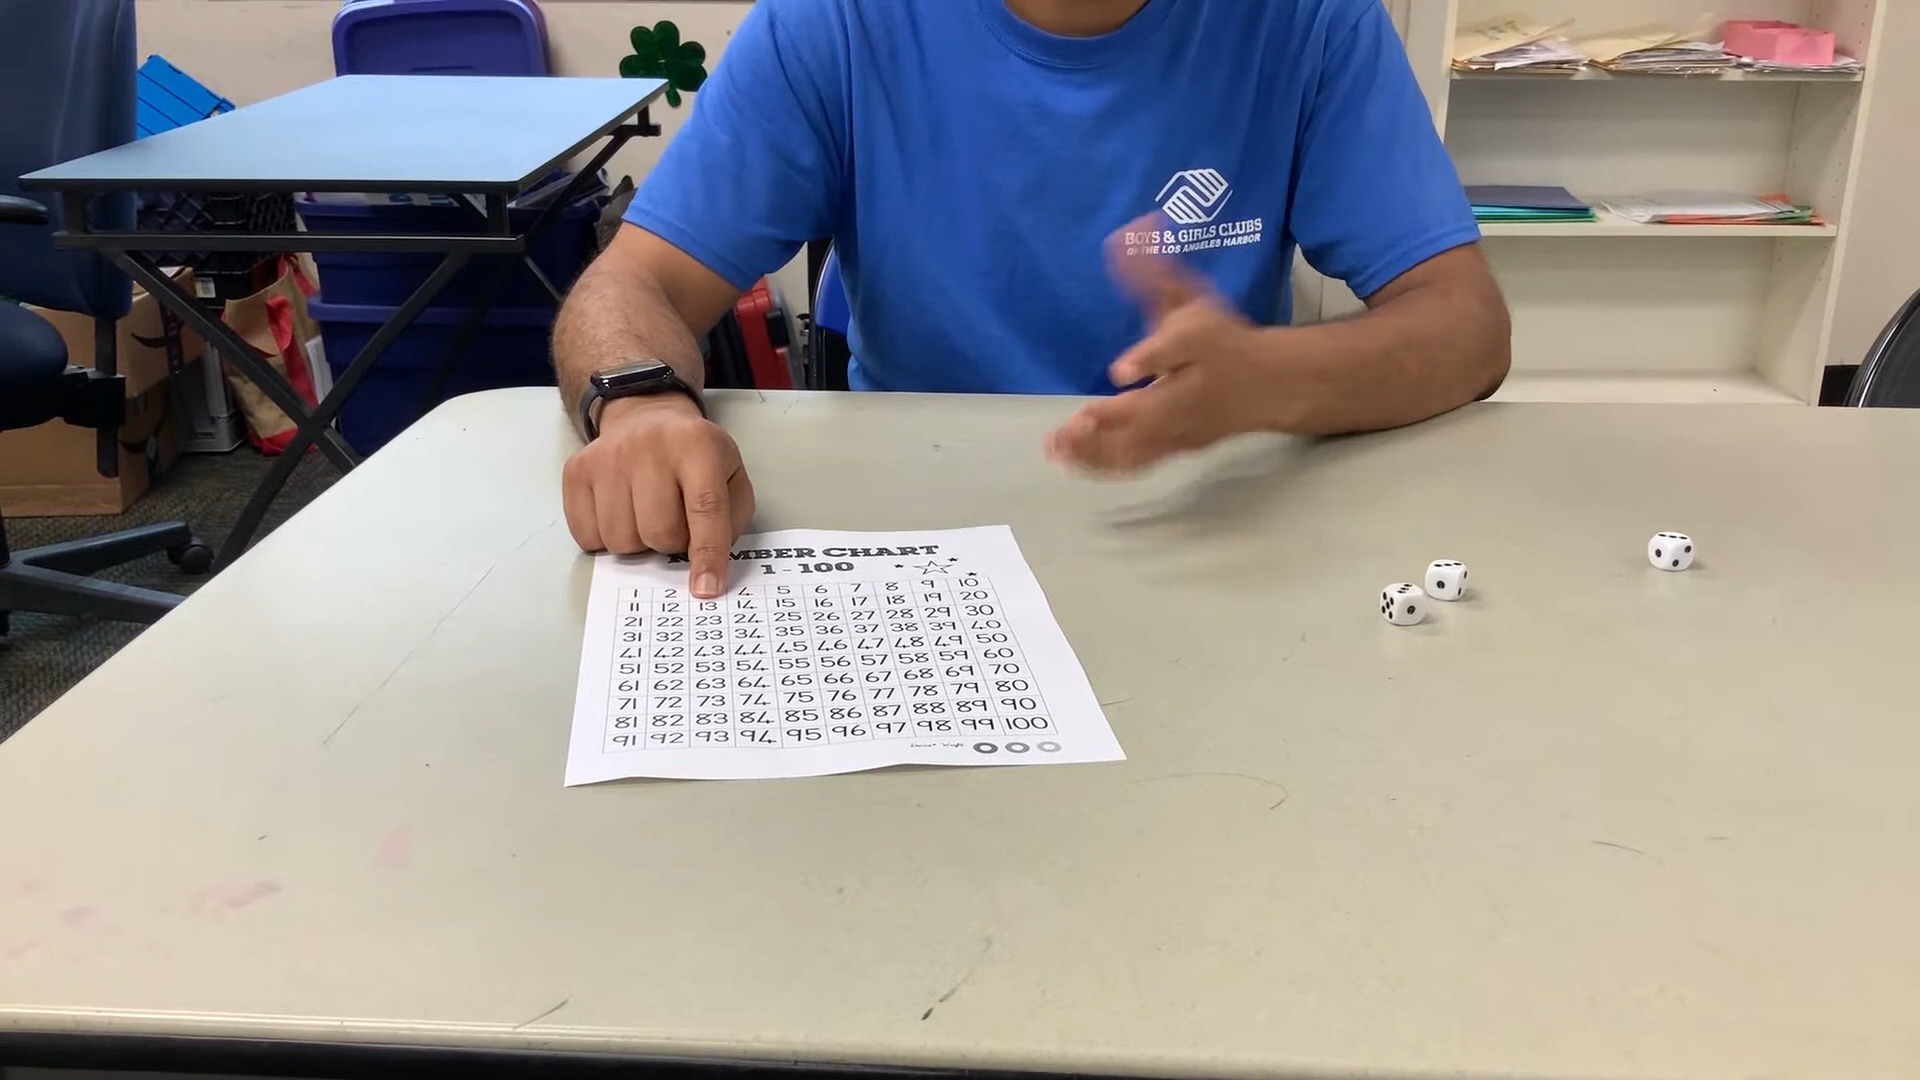 BOYS & GIRLS CLUBS
OF THE LOS ANGELES HARBOR
NUMBER CHART
1 - 100
1 2 4 5 6 7 8 9 10
11 12 13 14 15 16 17 18 19 20
21 22 23 24 25 26 27 28 29 30
31 32 33 34 35 36 37 38 39 40
41 42 43 44 45 46 47 48 49 50
51 52 53 54 55 56 57 58 59 60
61 62 63 64 65 66 67 68 69 70
71 72 73 74 75 76 77 78 79 80
81 82 83 84 85 86 87 88 89 90
91 92 93 94 95 96 97 98 99 100